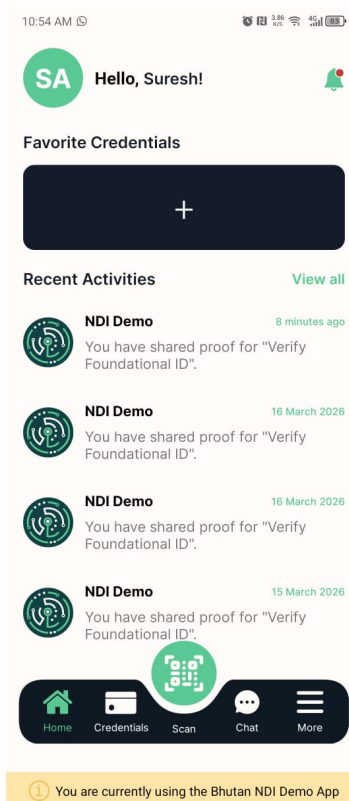 10:54 AM
3.86
K/S
4G
83
SA
Hello, Suresh!
Favorite Credentials
+
Recent Activities
View all
NDI Demo
8 minutes ago
You have shared proof for "Verify
Foundational ID".
NDI Demo
16 March 2026
You have shared proof for "Verify
Foundational ID".
NDI Demo
16 March 2026
You have shared proof for "Verify
Foundational ID".
NDI Demo
15 March 2026
You have shared proof for "Verify
Foundational ID".
Home
Credentials
Scan
Chat
More
You are currently using the Bhutan NDI Demo App